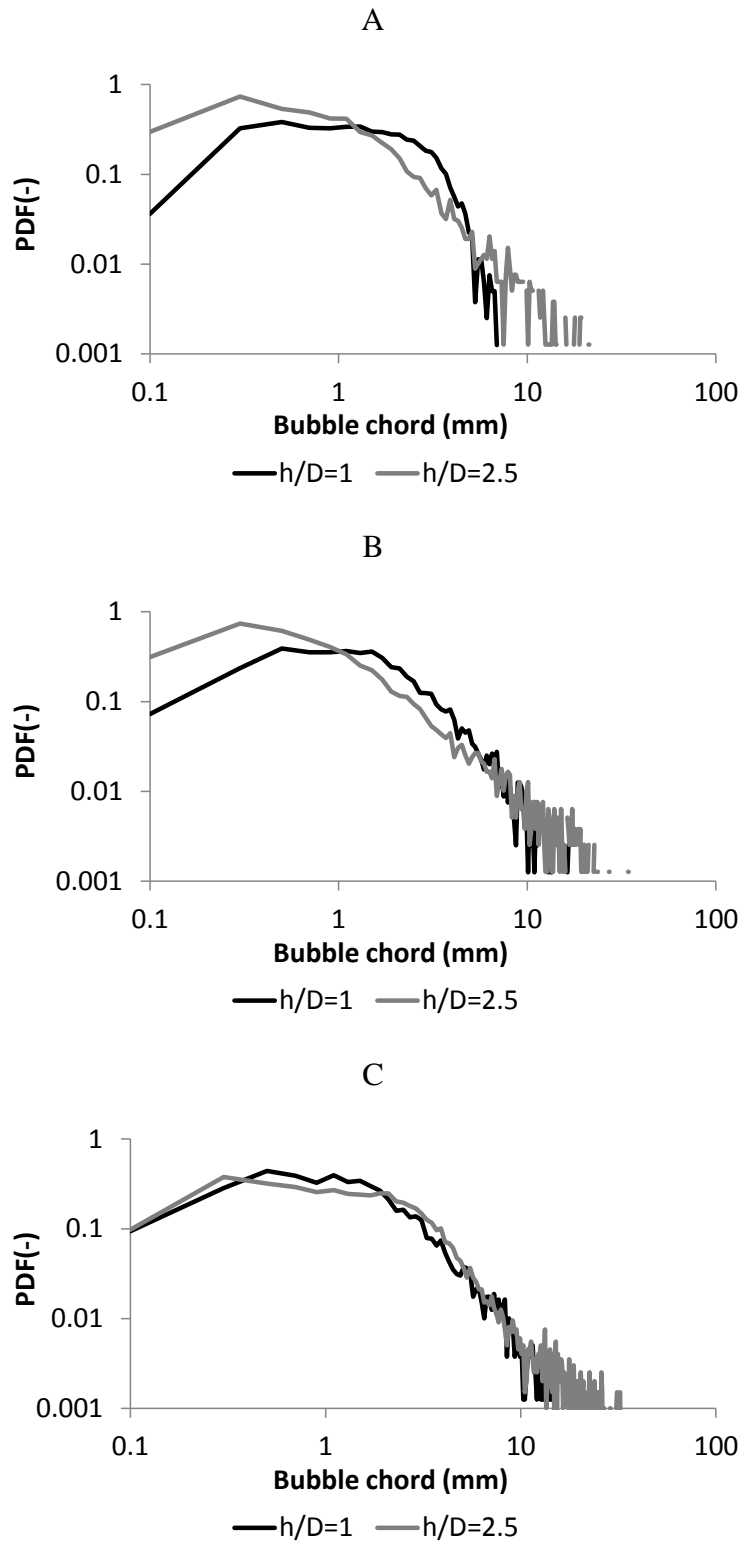 A
1
0.1
0.01
0.001
PDF(-)
0.1 1 10 100
Bubble chord (mm)
h/D=1 h/D=2.5
B
1
0.1
0.01
0.001
PDF(-)
0.1 1 10 100
Bubble chord (mm)
h/D=1 h/D=2.5
C
1
0.1
0.01
0.001
PDF(-)
0.1 1 10 100
Bubble chord (mm)
h/D=1 h/D=2.5